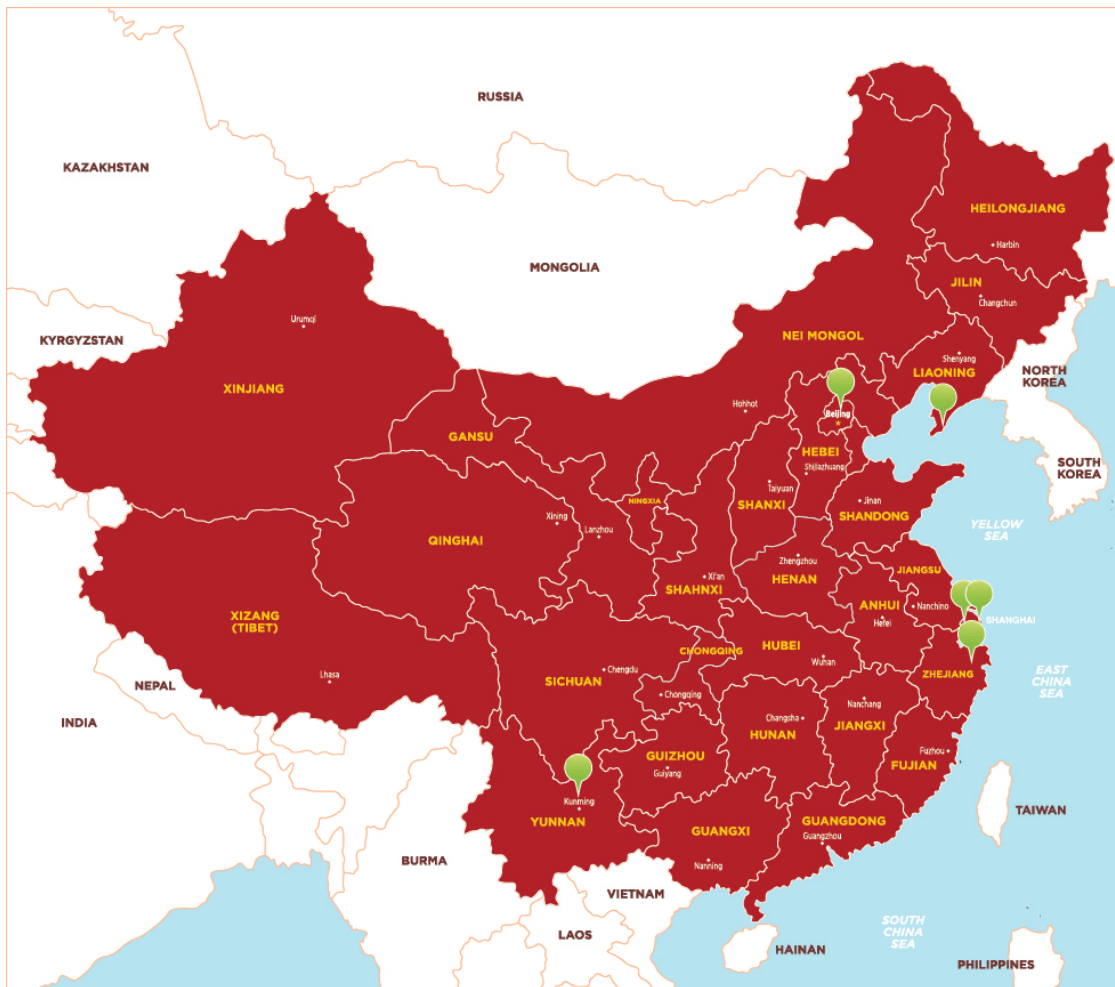 RUSSIA
KAZAKHSTAN
HEILONGJIANG
Harbin
MONGOLIA
JILIN
Changchun
Urumqi
KYRGYZSTAN
NEI MONGOL
Shenyang
LIAONING
NORTH
KOREA
XINJIANG
Hohhot
Beijing
GANSU
HEBEI
Shijiazhuang
SOUTH
KOREA
Taiyuan
NINGXIA
SHANXI
Jinan
SHANDONG
Xining
Lanzhou
YELLOW
SEA
QINGHAI
Zhengzhou
JIANGSU
HENAN
Xi'an
SHAHNXI
ANHUI
Nanchino
Hefei
SHANGHAI
XIZANG
(TIBET)
HUBEI
CHONGQING
Wuhan
Chengdu
SICHUAN
ZHEJIANG
EAST
CHINA
SEA
Lhasa
NEPAL
Chongqing
Nanchang
INDIA
Changsha
JIANGXI
HUNAN
Fuzhou
GUIZHOU
Guiyang
FUJIAN
Kunming
YUNNAN
TAIWAN
GUANGDONG
GUANGXI
Guangzhou
BURMA
Nanning
VIETNAM
SOUTH
CHINA
SEA
LAOS
HAINAN
PHILIPPINES